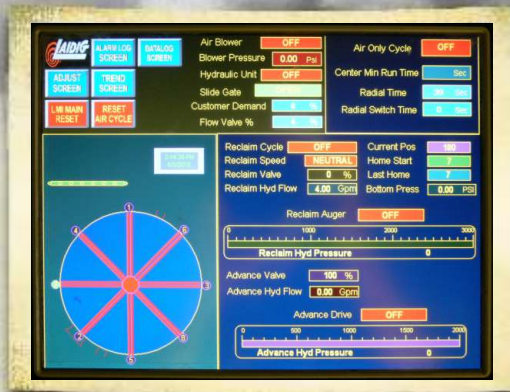 LAIDIG
ALARM LOG SCREEN
DATALOG SCREEN
ADJUST SCREEN
TREND SCREEN
LMI MAIN RESET
RESET AIR CYCLE
Air Blower OFF
Blower Pressure 0.00 Psi
Hydraulic Unit OFF
Slide Gate
Customer Demand %
Flow Valve % %
Air Only Cycle OFF
Center Min Run Time Sec
Radial Time Sec
Radial Switch Time Sec
Reclaim Cycle OFF
Reclaim Speed NEUTRAL
Reclaim Valve 0 %
Reclaim Hyd Flow 4.00 Gpm
Current Pos 100
Home Start 7
Last Home 7
Bottom Press 0.00 PSI
Reclaim Auger OFF
0 1000 2000 3000
Reclaim Hyd Pressure 0
Advance Valve 100 %
Advance Hyd Flow 0.00 Gpm
Advance Drive OFF
0 500 1000 1500 2000
Advance Hyd Pressure 0
1
4
6
3
2
8
5